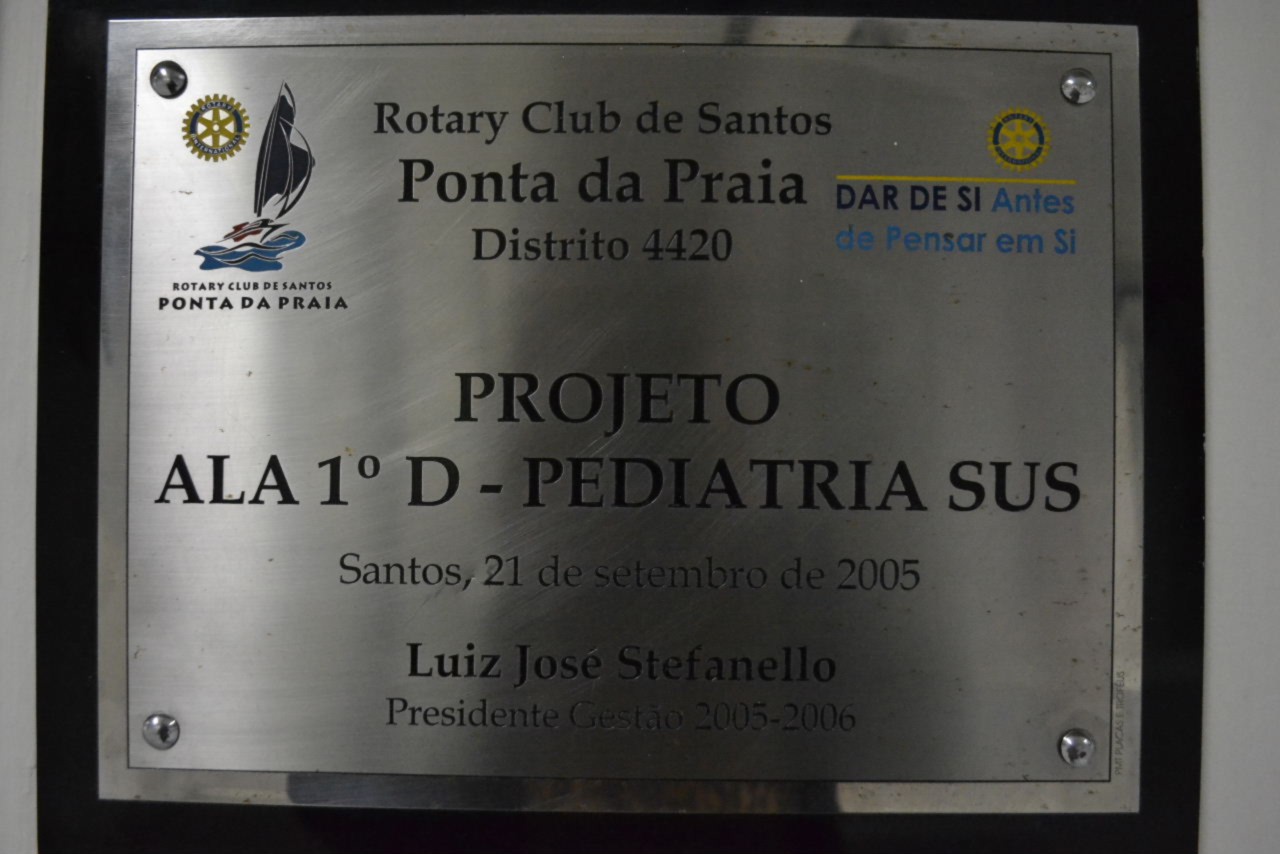 Rotary Club de Santos
Ponta da Praia
Distrito 4420
ROTARY CLUB DE SANTOS
PONTA DA PRAIA
DAR DE SI Antes
de Pensar em Si
PROJETO
ALA 1º D - PEDIATRIA SUS
Santos, 21 de setembro de 2005
Luiz José Stefanello
Presidente Gestão 2005-2006